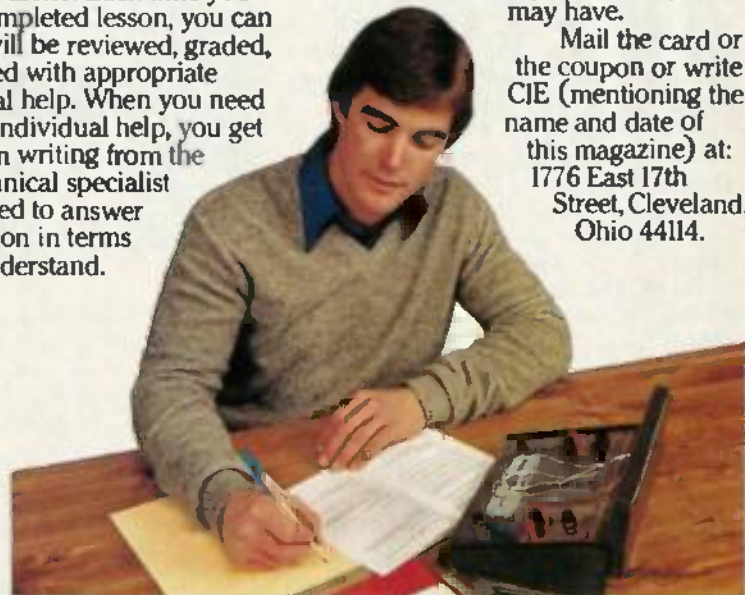 mpleted lesson, you can
ill be reviewed, graded,
ed with appropriate
al help. When you need
ndividual help, you get
n writing from the
nical specialist
ed to answer
on in terms
derstand.
may have.
Mail the card or
the coupon or write
CIE (mentioning the
name and date of
this magazine) at:
1776 East 17th
Street, Cleveland,
Ohio 44114.